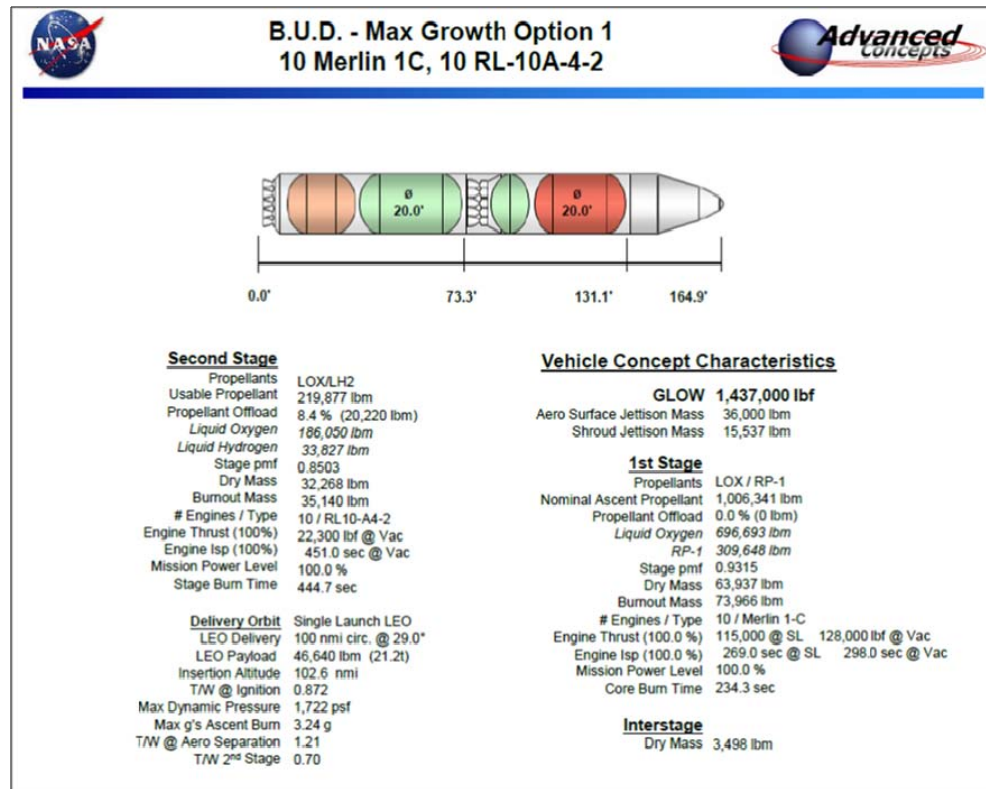 NASA
B.U.D. - Max Growth Option 1
10 Merlin 1C, 10 RL-10A-4-2
Advanced
Concepts
Ø
20.0'
Ø
20.0'
0.0'
73.3'
131.1'
164.9'
Second Stage
Propellants LOX/LH2
Usable Propellant 219,877 lbm
Propellant Offload 8.4 % (20,220 lbm)
Liquid Oxygen 186,050 lbm
Liquid Hydrogen 33,827 lbm
Stage pmf 0.8503
Dry Mass 32,268 lbm
Burnout Mass 35,140 lbm
# Engines / Type 10 / RL10-A4-2
Engine Thrust (100%) 22,300 lbf @ Vac
Engine Isp (100%) 451.0 sec @ Vac
Mission Power Level 100.0 %
Stage Burn Time 444.7 sec
Delivery Orbit Single Launch LEO
LEO Delivery 100 nmi circ. @ 29.0°
LEO Payload 46,640 lbm (21.2t)
Insertion Altitude 102.6 nmi
T/W @ Ignition 0.872
Max Dynamic Pressure 1,722 psf
Max g's Ascent Burn 3.24 g
T/W @ Aero Separation 1.21
T/W 2nd Stage 0.70
Vehicle Concept Characteristics
GLOW 1,437,000 lbf
Aero Surface Jettison Mass 36,000 lbm
Shroud Jettison Mass 15,537 lbm
1st Stage
Propellants LOX / RP-1
Nominal Ascent Propellant 1,006,341 lbm
Propellant Offload 0.0 % (0 lbm)
Liquid Oxygen 696,693 lbm
RP-1 309,648 lbm
Stage pmf 0.9315
Dry Mass 63,937 lbm
Burnout Mass 73,966 lbm
# Engines / Type 10 / Merlin 1-C
Engine Thrust (100.0 %) 115,000 @ SL 128,000 lbf @ Vac
Engine Isp (100.0 %) 269.0 sec @ SL 298.0 sec @ Vac
Mission Power Level 100.0 %
Core Burn Time 234.3 sec
Interstage
Dry Mass 3,498 lbm